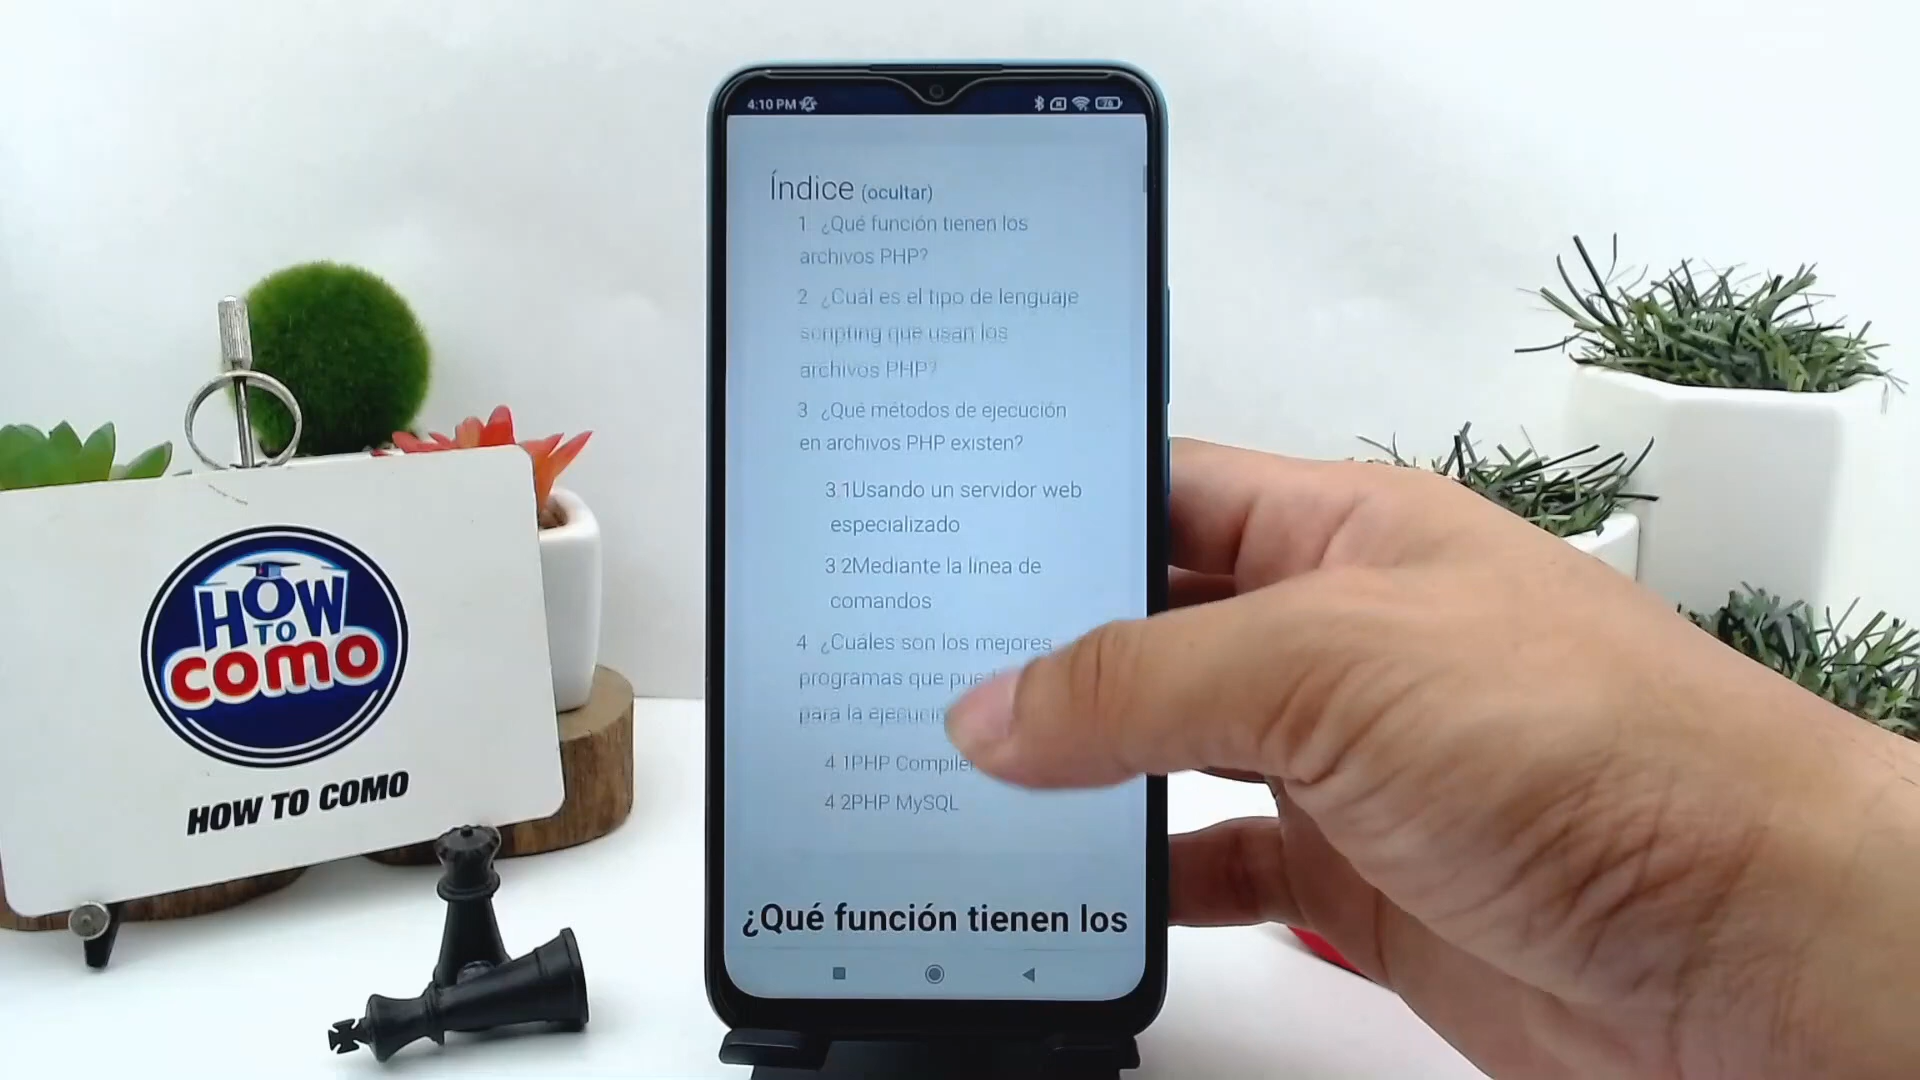 4:10 PM
76
Índice (ocultar)
1 ¿Qué función tienen los
archivos PHP?
2 ¿Cuál es el tipo de lenguaje
scripting que usan los
archivos PHP?
3 ¿Qué métodos de ejecución
en archivos PHP existen?
3.1Usando un servidor web
especializado
3.2Mediante la línea de
comandos
4 ¿Cuáles son los mejores
programas que
para la
4.1PHP Compiler
4.2PHP MySQL
¿Qué función tienen los
HOW
TO
como
HOW TO COMO